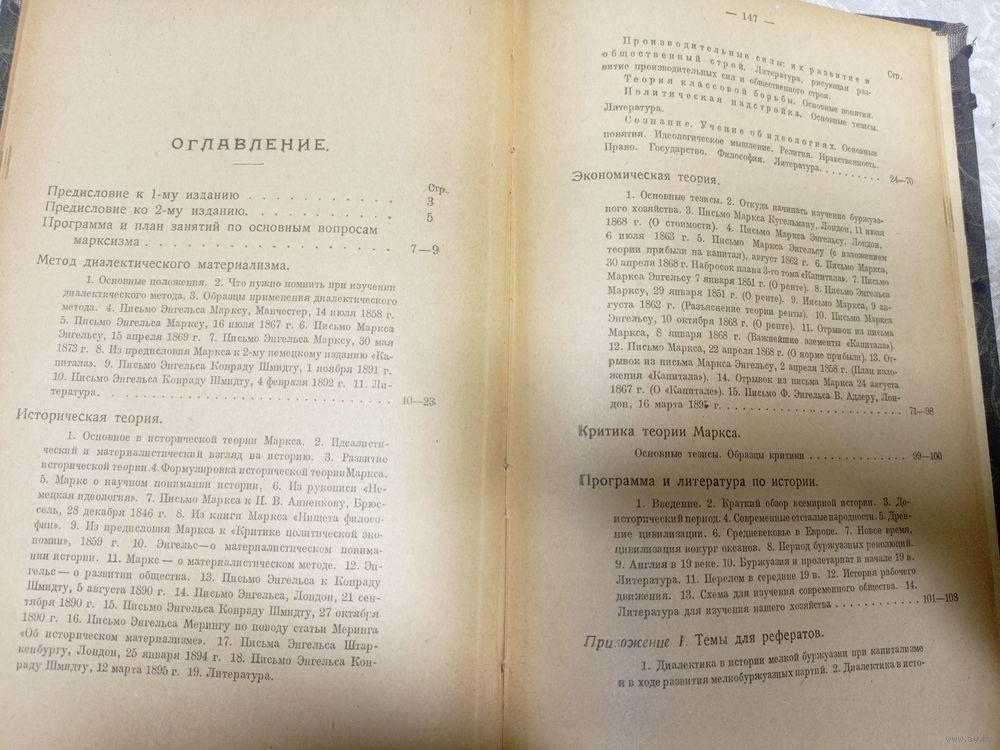 ОГЛАВЛЕНИЕ.
Стр.
Предисловие к 1-му изданию . . . . . . . . . . . 3
Предисловие ко 2-му изданию. . . . . . . . . . . 5
Программа и план занятий по основным вопросам
марксизма . . . . . . . . . . . . . . . . . . 7—9
Метод диалектического материализма.
1. Основные положения. 2. Что нужно помнить при изучении
диалектического метода. 3. Образцы применения диалектического
метода. 4. Письмо Энгельса Марксу, Манчестер, 14 июля 1858 г.
5. Письмо Энгельса Марксу, 16 июля 1867 г. 6. Письмо Маркса
Энгельсу, 15 апреля 1869 г. 7. Письмо Энгельса Марксу, 30 мая
1873 г. 8. Из предисловия Маркса к 2-му немецкому изданию «Ка-
питала». 9. Письмо Энгельса Конраду Шмидту, 1 ноября 1891 г.
10. Письмо Энгельса Конраду Шмидту, 4 февраля 1892 г. 11. Ли-
тература. . . . . . . . . . . . . . . . . . . . 10—23
Историческая теория.
1. Основное в исторической теории Маркса. 2. Идеалисти-
ческий и материалистический взгляд на историю. 3. Развитие
исторической теории. 4. Формулировка исторической теории Маркса.
5. Маркс о научном понимании истории. 6. Из рукописи «Не-
мецкая идеология». 7. Письмо Маркса к П. В. Анненкову, Брюс-
сель, 28 декабря 1846 г. 8. Из книги Маркса «Нищета филосо-
фии». 9. Из предисловия Маркса к «Критике политической эко-
номии», 1859 г. 10. Энгельс—о материалистическом понима-
нии истории. 11. Маркс — о материалистическом методе. 12. Эн-
гельс — о развитии общества. 13. Письмо Энгельса к Конраду
Шмидту, 5 августа 1890 г. 14. Письмо Энгельса, Лондон, 21 сен-
тября 1890 г. 15. Письмо Энгельса Конраду Шмидту, 27 октября
1890 г. 16. Письмо Энгельса Мерингу по поводу статьи Меринга
«Об историческом материализме». 17. Письма Энгельса Штар-
кенбургу, Лондон, 25 января 1894 г. 18. Письмо Энгельса Кон-
раду Шмидту, 12 марта 1895 г. 19. Литература.
— 147 —
Стр.
Производительные силы: их развитие и
общественный строй. Литература, рисующая раз-
витие производительных сил и общественного строя.
Теория классовой борьбы. Основные понятия.
Политическая надстройка. Основные тезисы.
Литература.
Сознание. Учение об идеологиях. Основные
понятия. Идеологическое мышление. Религия. Нравственность.
Право. Государство. Философия. Литература. . . . . . . . . 24—70
Экономическая теория.
1. Основные тезисы. 2. Откуда начинать изучение буржуаз-
ного хозяйства. 3. Письмо Маркса Кугельману, Лондон, 11 июля
1868 г. (О стоимости). 4. Письмо Маркса Энгельсу, Лондон,
6 июля 1863 г. 5. Письмо Маркса Энгельсу (с изложением
теории прибыли на капитал), август 1862 г. 6. Письмо Маркса,
30 апреля 1868 г. Набросок плана 3-го тома «Капитала». 7. Письмо
Маркса Энгельсу 7 января 1851 г. (О ренте). 8. Письмо Энгельса
Марксу, 29 января 1851 г. (О ренте). 9. Письмо Маркса, 9 ав-
густа 1862 г. (Разъяснение теории ренты). 10. Письмо Маркса
Энгельсу, 10 октября 1868 г. (О ренте). 11. Отрывок из письма
Маркса, 8 января 1868 г. (Важнейшие элементы «Капитала»).
12. Письмо Маркса, 22 апреля 1868 г. (О норме прибыли). 13. От-
рывок из письма Маркса Энгельсу, 2 апреля 1858 г. (План изло-
жения «Капитала»). 14. Отрывок из письма Маркса 24 августа
1867 г. (О «Капитале»). 15. Письмо Ф. Энгельса В. Адлеру, Лон-
дон, 16 марта г. . . . . . . . . . . . . . . . . 71—98
Критика теории Маркса.
Основные тезисы. Образцы критики . . . . . . . . . . . 99—100
Программа и литература по истории.
1. Введение. 2. Краткий обзор всемирной истории. 3. До-
исторический период. 4. Современные отсталые народности. 5. Древ-
ние цивилизации. 6. Средневековье в Европе. 7. Новое время,
цивилизация вокруг океанов. 8. Период буржуазных революций.
9. Англия в 19 веке. 10. Буржуазия и пролетариат в начале 19 в.
Литература. 11. Перелом в середине 19 в. 12. История рабочего
движения. 13. Схема для изучения современного общества. 14.
Литература для изучения нашего хозяйства . . . . . . . . . . 101—108
Приложение I. Темы для рефератов.
1. Диалектика в истории мелкой буржуазии при капитализме
и в ходе развития мелкобуржуазных партий. 2. Диалектика в исто-